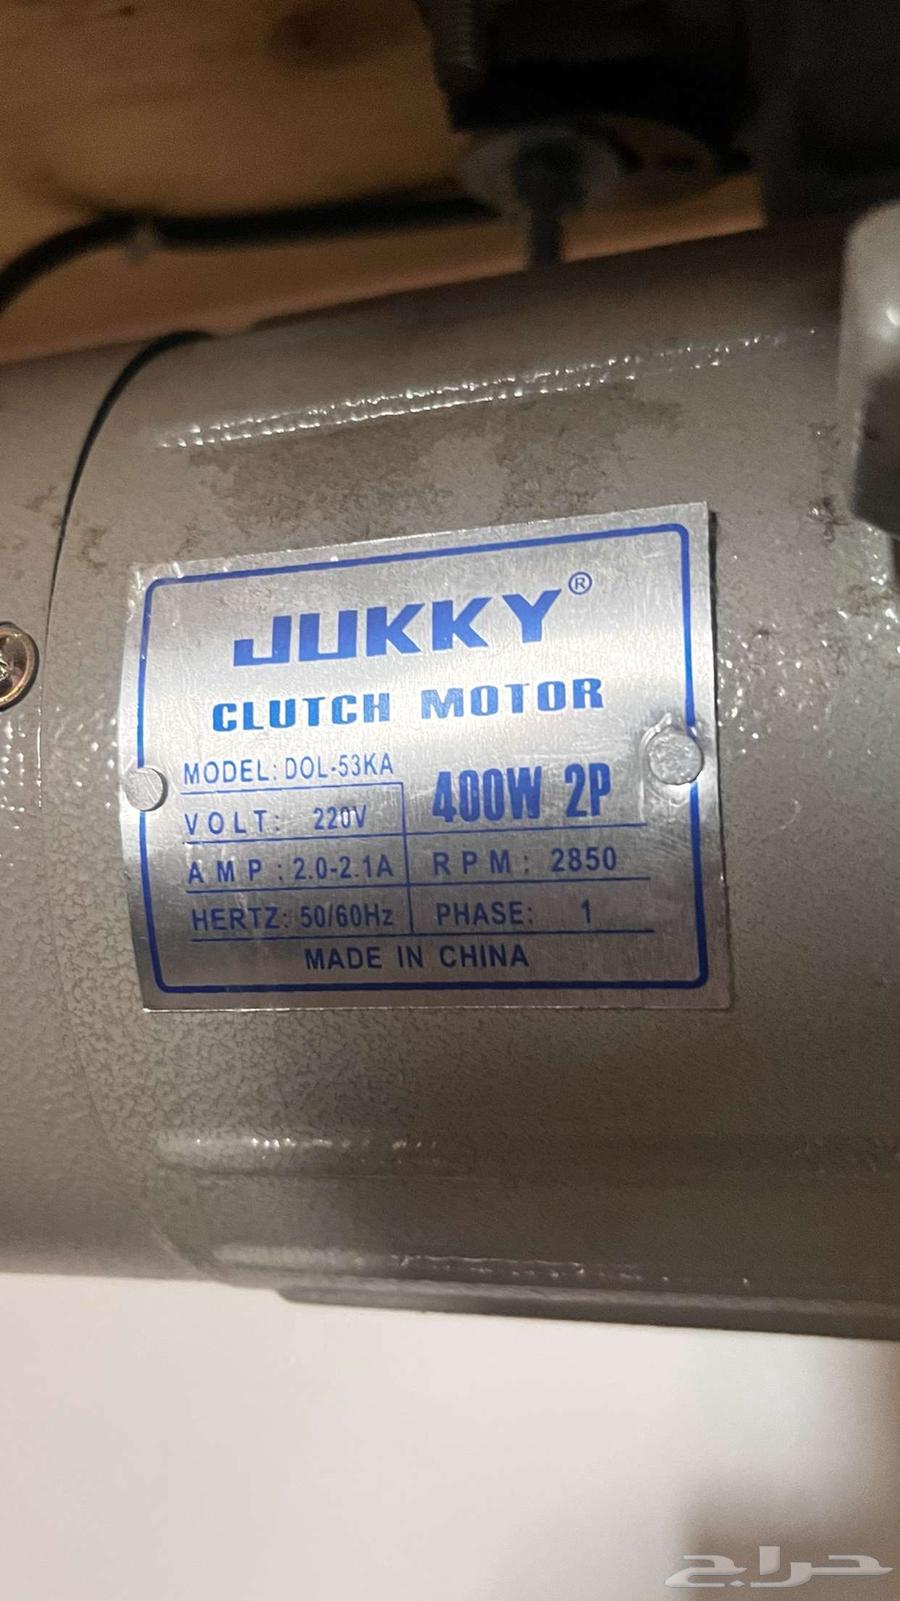 JUKKY®
CLUTCH MOTOR
MODEL: DOL-53KA
400W 2P
VOLT: 220V
AMP: 2.0-2.1A
RPM: 2850
HERTZ: 50/60Hz
PHASE: 1
MADE IN CHINA
حراج